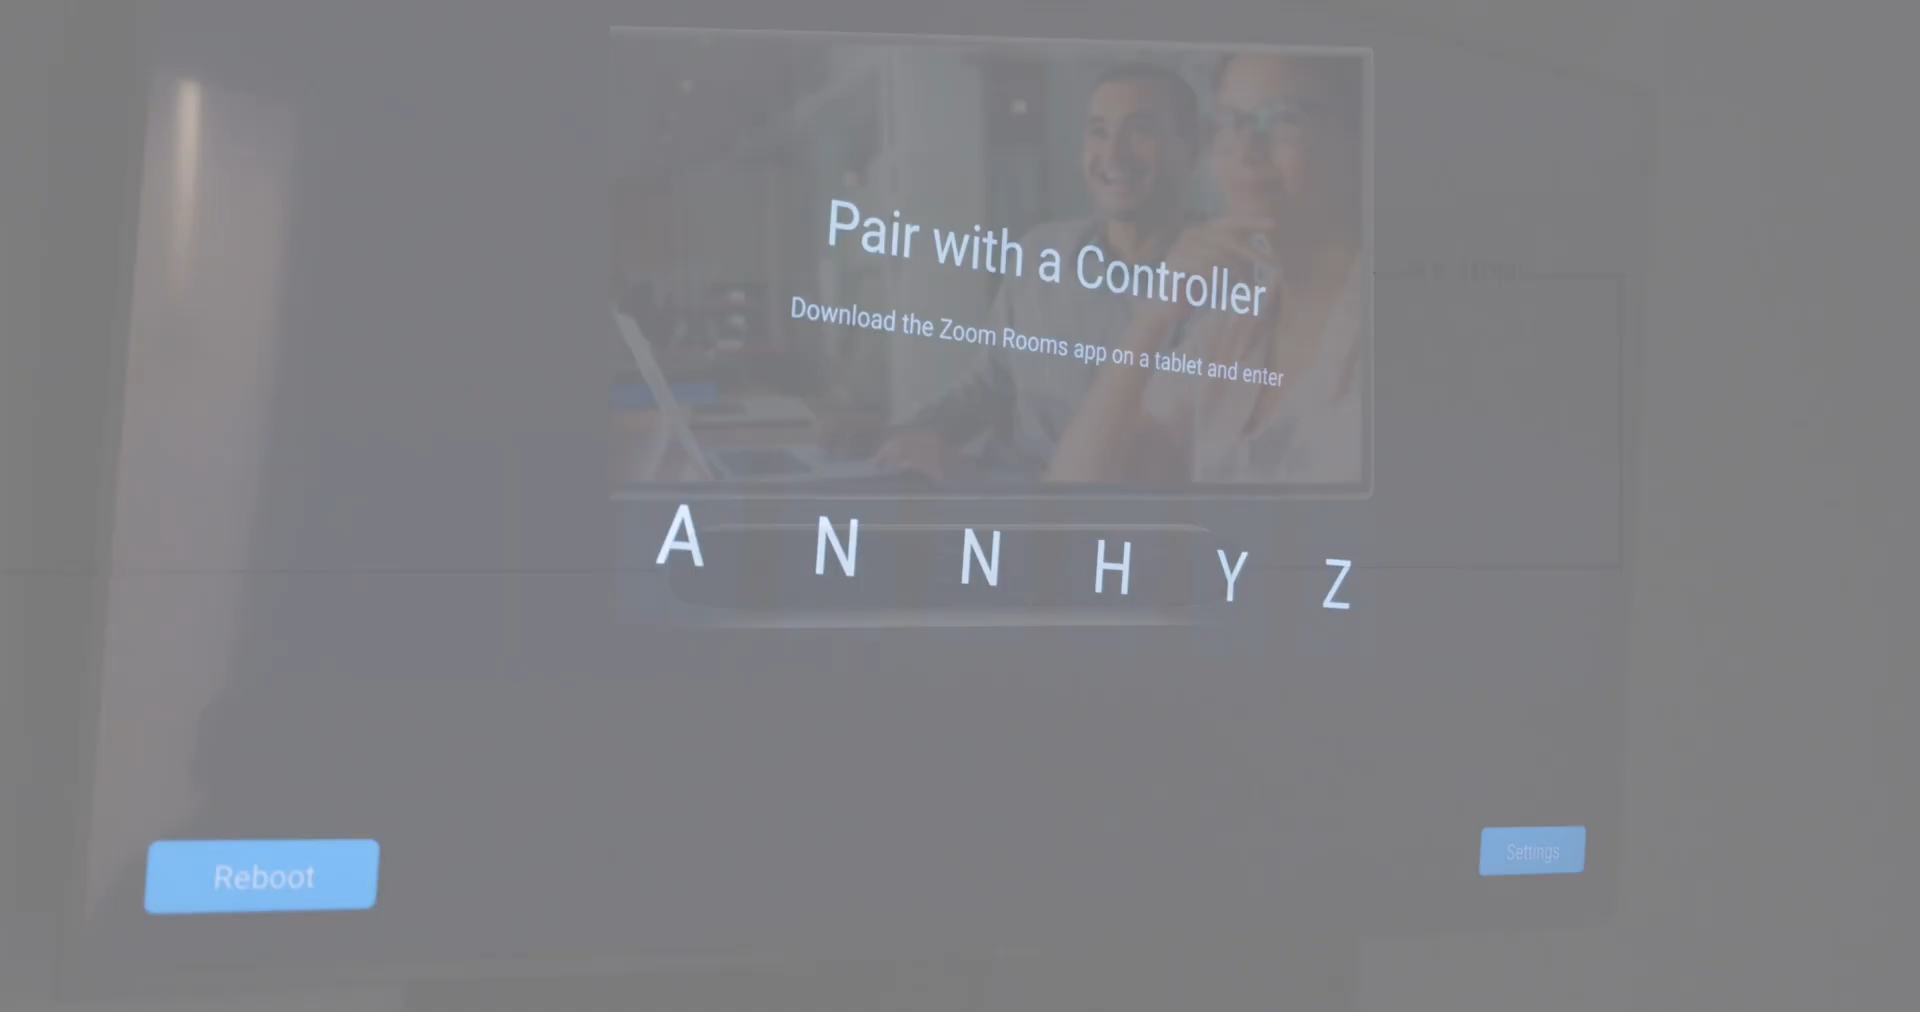 Pair with a Controller
Download the Zoom Rooms app on a tablet and enter
A N N H Y Z
Reboot
Settings